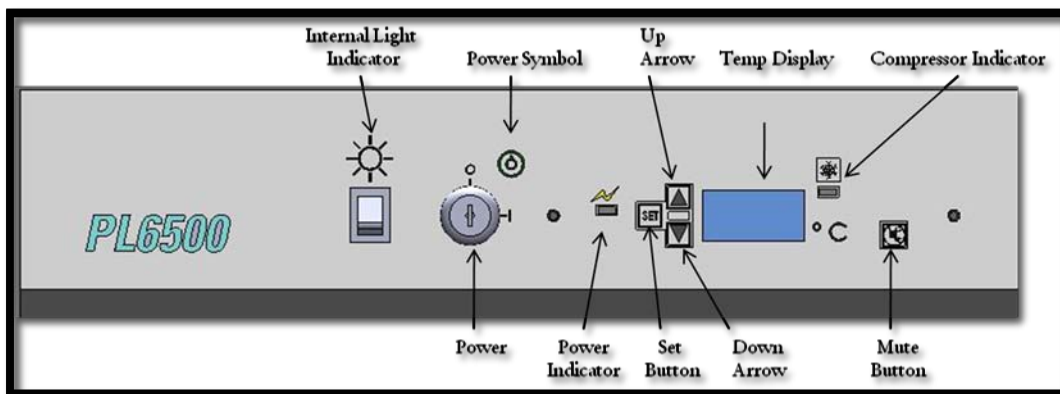 Internal Light
Indicator
Power Symbol
Up
Arrow
Temp Display
Compressor Indicator
PL6500
SET
° C
Power
Power
Indicator
Set
Button
Down
Arrow
Mute
Button